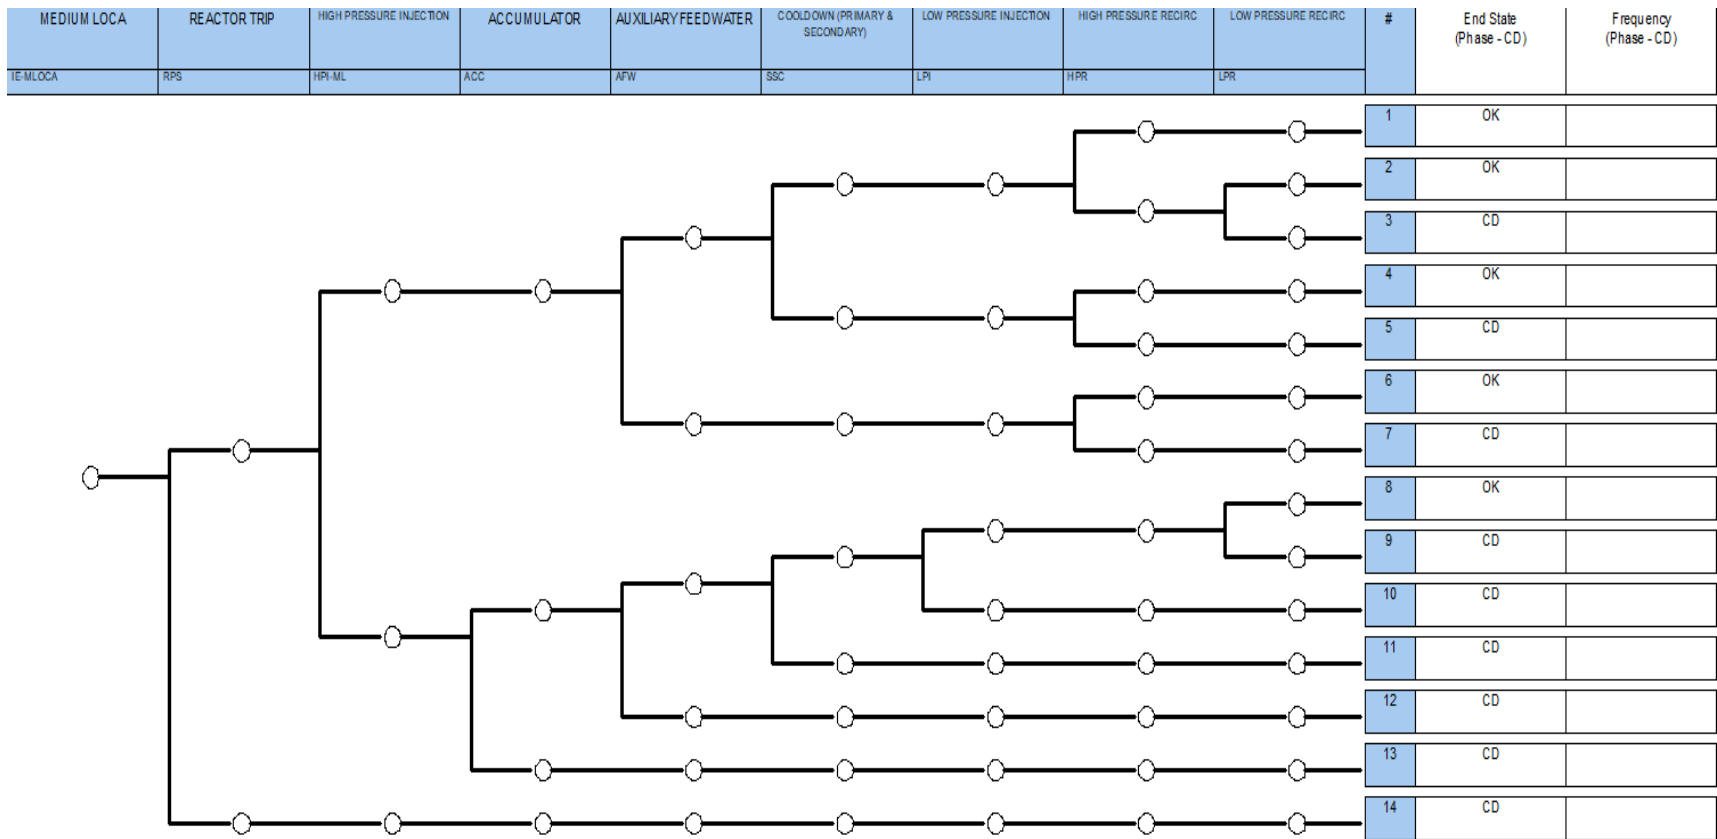 MEDIUM LOCA
REACTOR TRIP
HIGH PRESSURE INJECTION
ACCUMULATOR
AUXILIARY FEEDWATER
COOLDOWN (PRIMARY &
SECONDARY)
LOW PRESSURE INJECTION
HIGH PRESSURE RECIRC
LOW PRESSURE RECIRC
#
End State
(Phase - CD)
Frequency
(Phase - CD)
IE-MLOCA
RPS
HPI-ML
ACC
AFW
SSC
LPI
HPR
LPR
1 OK
2 OK
3 CD
4 OK
5 CD
6 OK
7 CD
8 OK
9 CD
10 CD
11 CD
12 CD
13 CD
14 CD